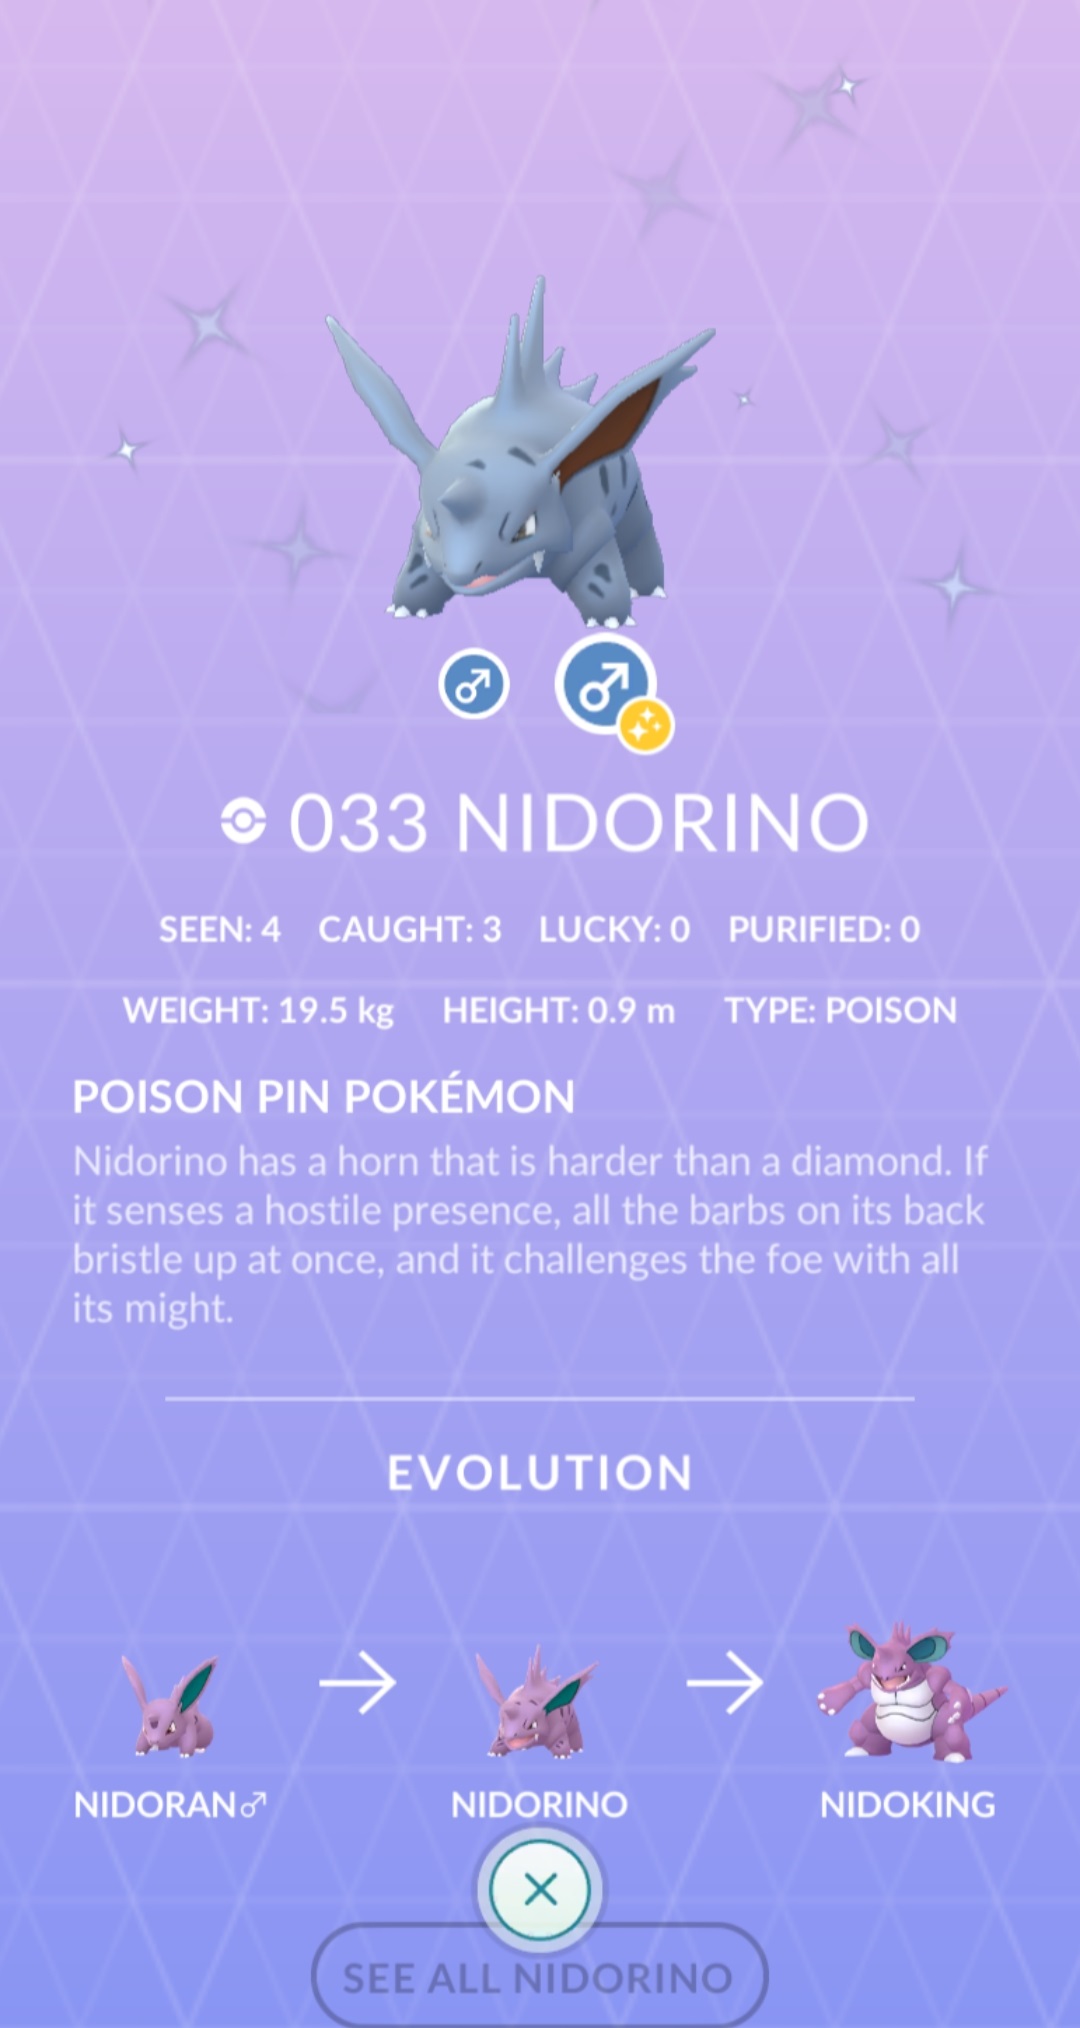 033 NIDORINO
SEEN: 4 CAUGHT: 3 LUCKY: 0 PURIFIED: 0
WEIGHT: 19.5 kg HEIGHT: 0.9 m TYPE: POISON
POISON PIN POKÉMON
Nidorino has a horn that is harder than a diamond. If
it senses a hostile presence, all the barbs on its back
bristle up at once, and it challenges the foe with all
its might.
EVOLUTION
NIDORAN♂ NIDORINO NIDOKING
SEE ALL NIDORINO